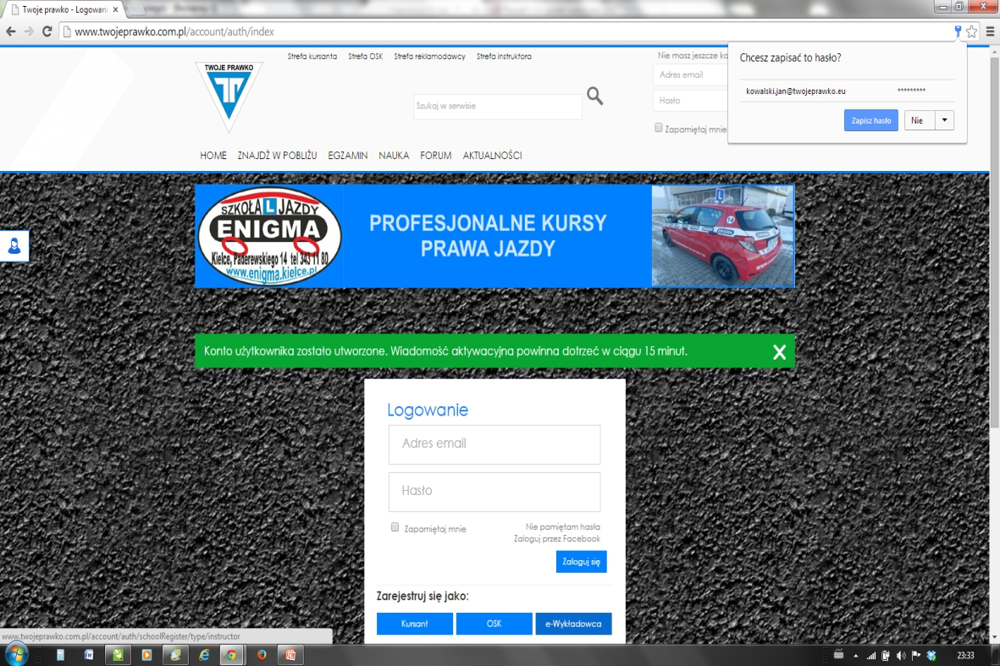 Twoje prawko - Logowani
www.twojeprawko.com.pl/account/auth/index
Chcesz zapisać to hasło?
kowalski.jan@twojeprawko.eu *********
Zapisz hasło Nie
TWOJE PRAWKO
Strefa kursanta Strefa OSK Strefa reklamodawcy Strefa instruktora
Nie masz jeszcze ko
Adres email
Hasło
Zapamiętaj mnie
Szukaj w serwisie
HOME ZNAJDŹ W POBLIŻU EGZAMIN NAUKA FORUM AKTUALNOŚCI
SZKOŁA L JAZDY
ENIGMA
Kielce, Paderewskiego 14 tel 343 11 80
www.enigma.kielce.pl
PROFESJONALNE KURSY
PRAWA JAZDY
L
Konto użytkownika zostało utworzone. Wiadomość aktywacyjna powinna dotrzeć w ciągu 15 minut. X
Logowanie
Adres email
Hasło
Zapamiętaj mnie
Nie pamiętam hasła
Zaloguj przez Facebook
Zaloguj się
Zarejestruj się jako:
Kursant OSK e-Wykładowca
www.twojeprawko.com.pl/account/auth/schoolRegister/type/instructor
23:33